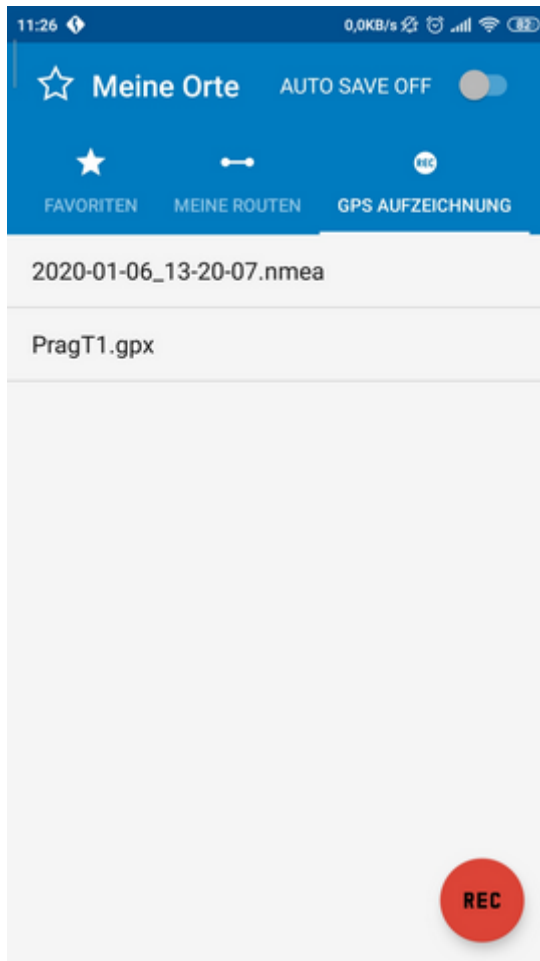 11:26 0,0KB/s 82
Meine Orte AUTO SAVE OFF
REC
FAVORITEN MEINE ROUTEN GPS AUFZEICHNUNG
2020-01-06_13-20-07.nmea
PragT1.gpx
REC